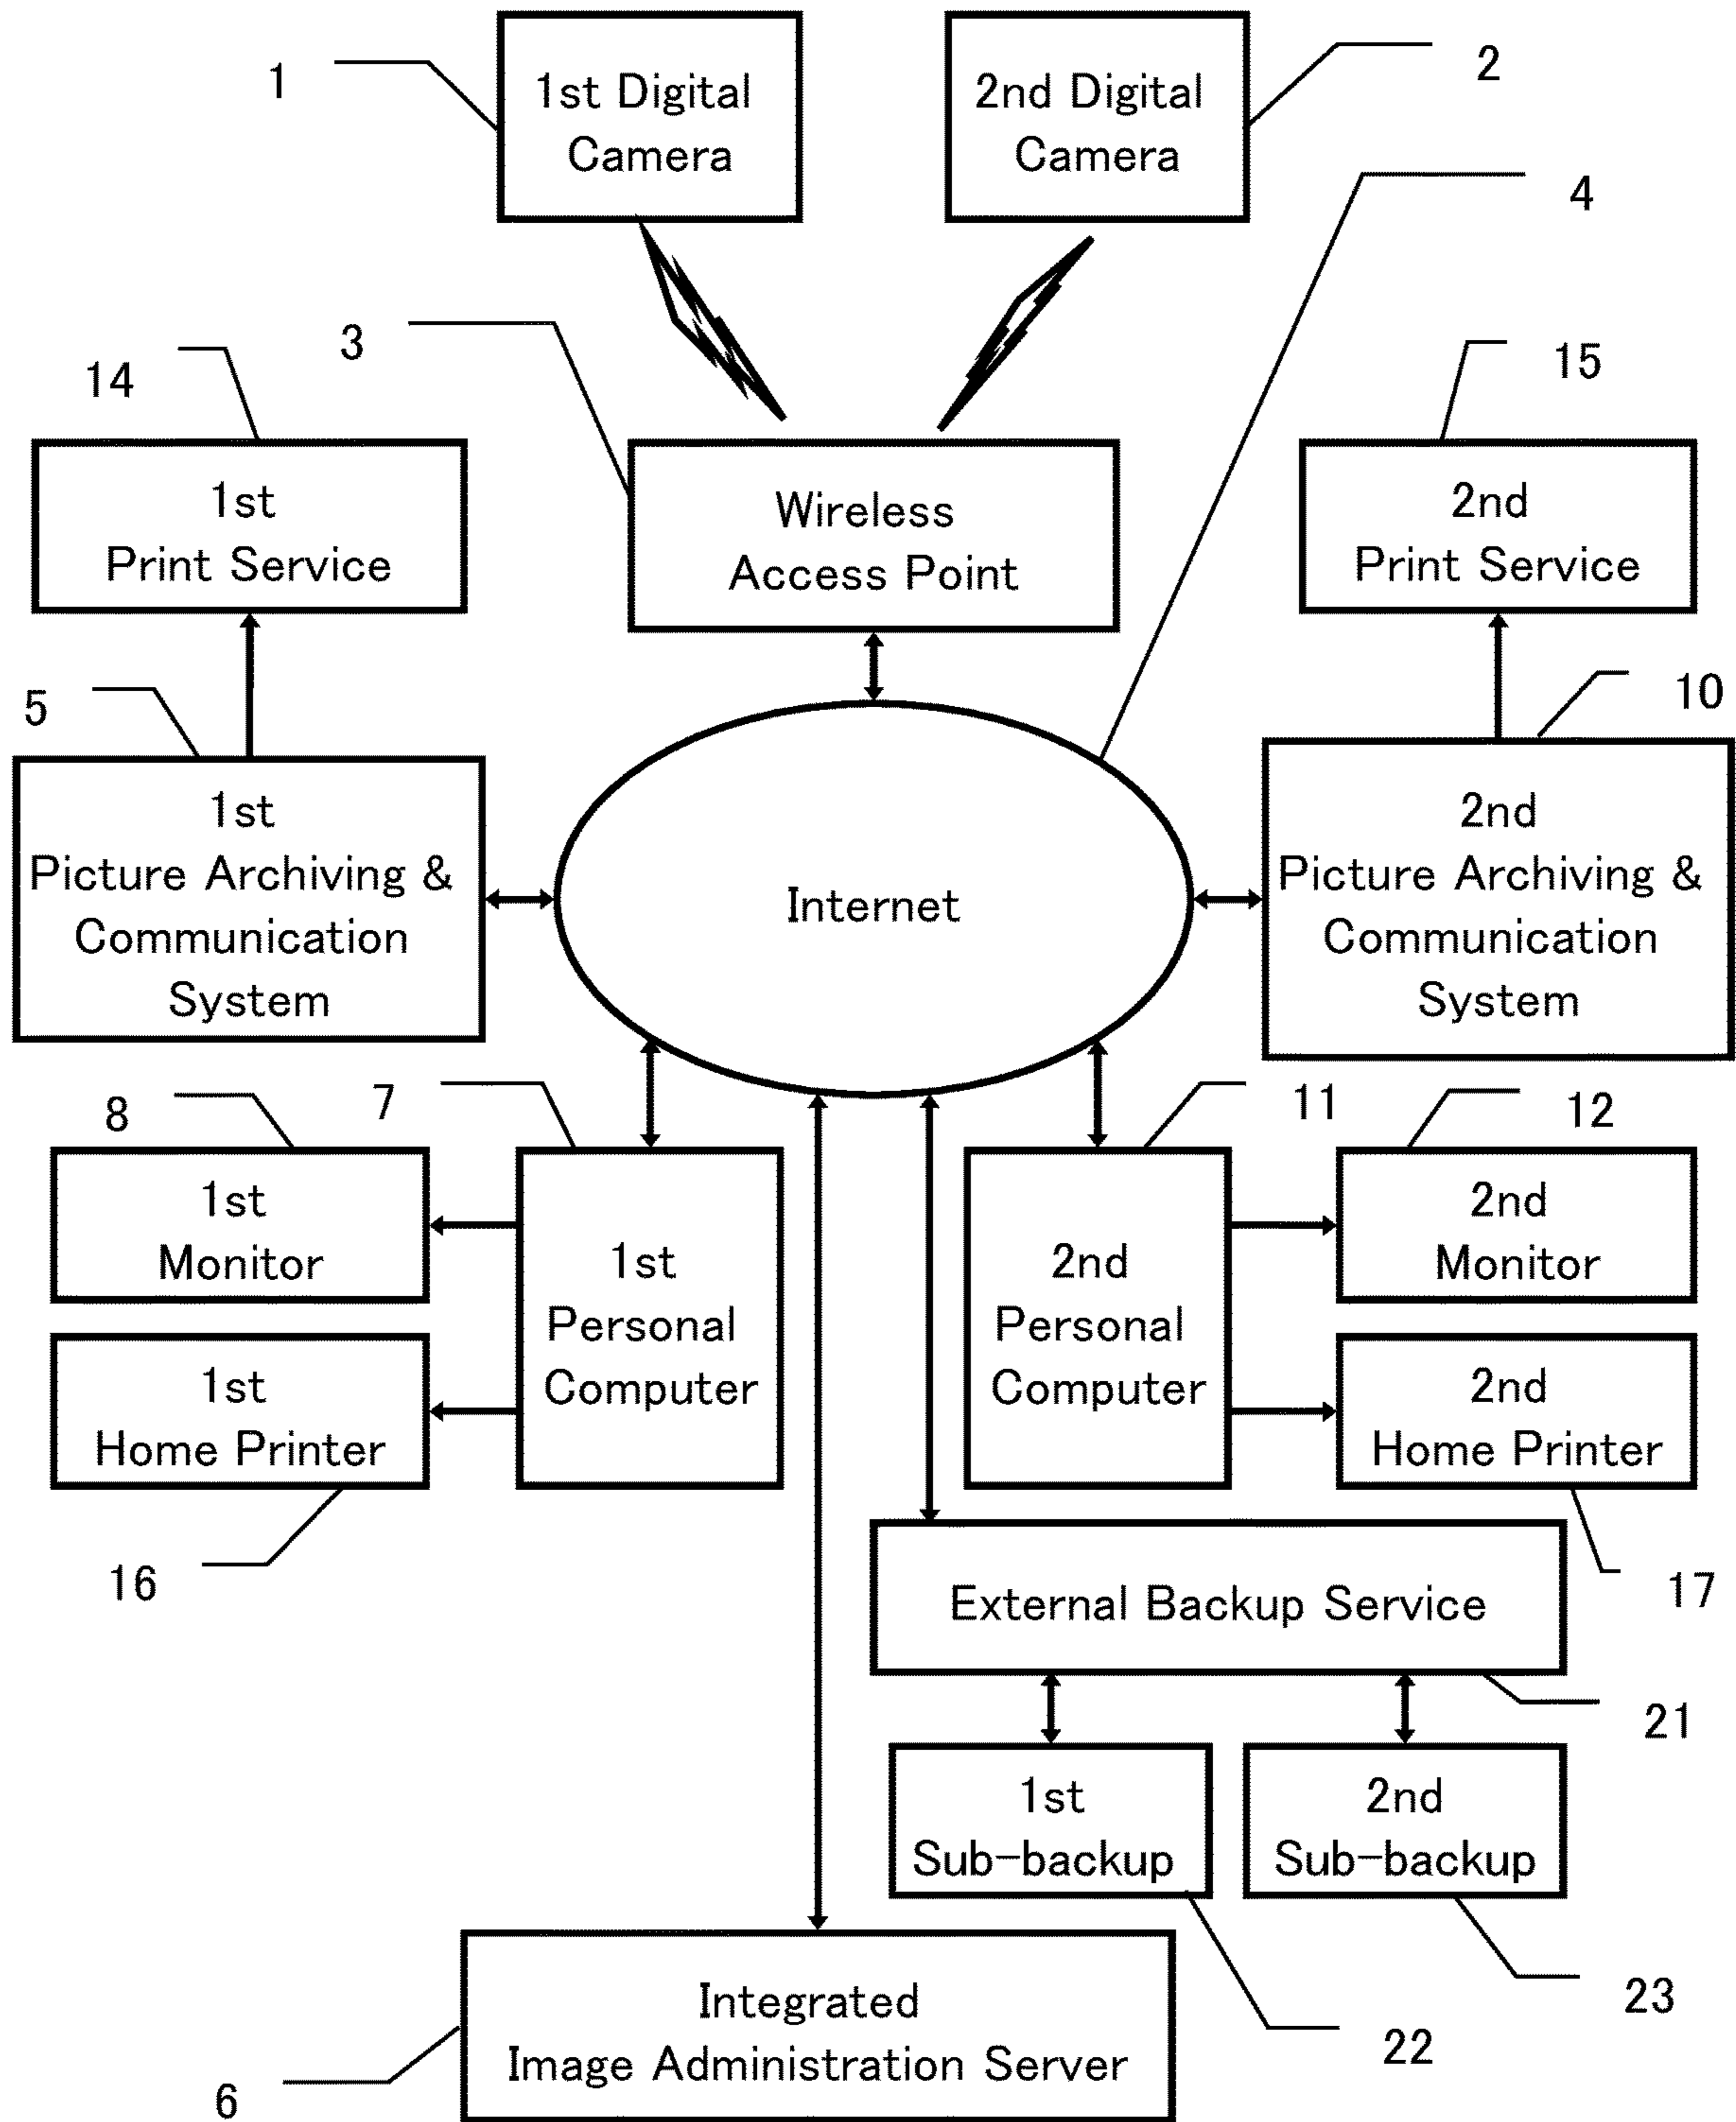 1
1st Digital
Camera
2nd Digital
Camera
2
4
3
14
15
1st
Print Service
Wireless
Access Point
2nd
Print Service
5
10
1st
Picture Archiving &
Communication
System
Internet
2nd
Picture Archiving &
Communication
System
8
7
11
12
1st
Monitor
1st
Personal
Computer
2nd
Personal
Computer
2nd
Monitor
1st
Home Printer
2nd
Home Printer
16
17
External Backup Service
21
1st
Sub-backup
2nd
Sub-backup
23
22
Integrated
Image Administration Server
6